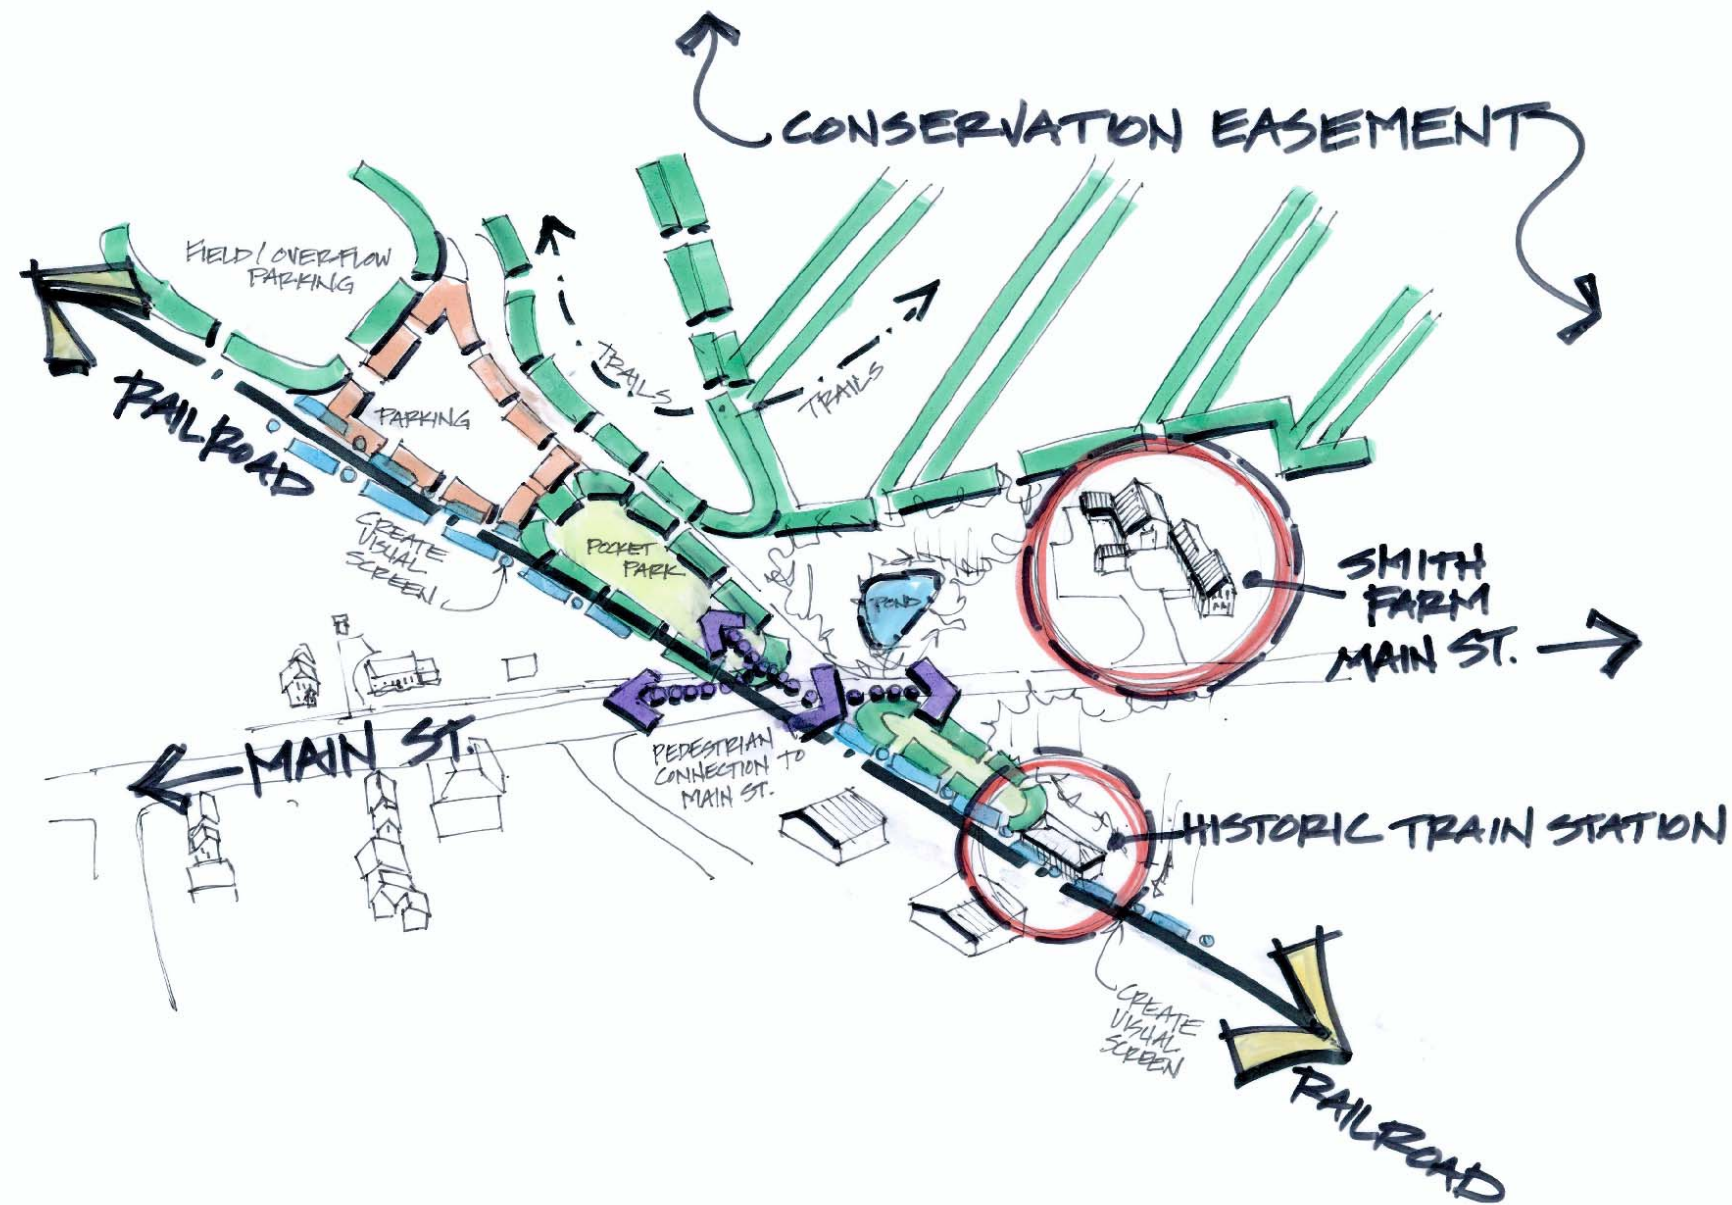 CONSERVATION EASEMENT
FIELD/OVERFLOW
PARKING
RAILROAD
PARKING
TRAILS
TRAILS
CREATE
VISUAL
SCREEN
POCKET
PARK
POND
SMITH
FARM
MAIN ST.
MAIN ST.
PEDESTRIAN
CONNECTION TO
MAIN ST.
HISTORIC TRAIN STATION
CREATE
VISUAL
SCREEN
RAILROAD